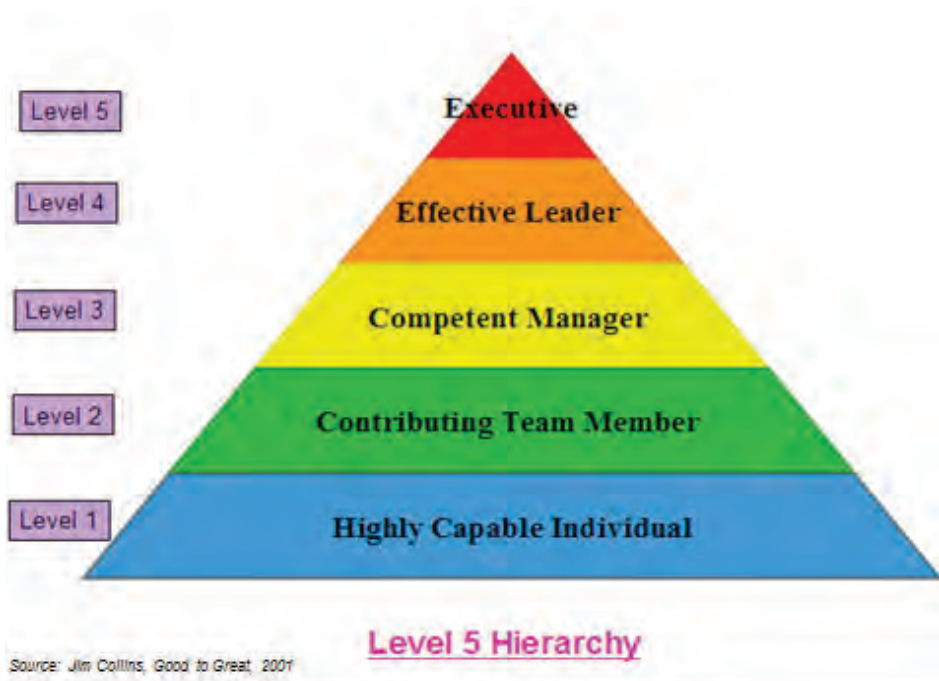 Level 5
Executive
Level 4
Effective Leader
Level 3
Competent Manager
Level 2
Contributing Team Member
Level 1
Highly Capable Individual
Level 5 Hierarchy
Source: Jim Collins, Good to Great, 2001